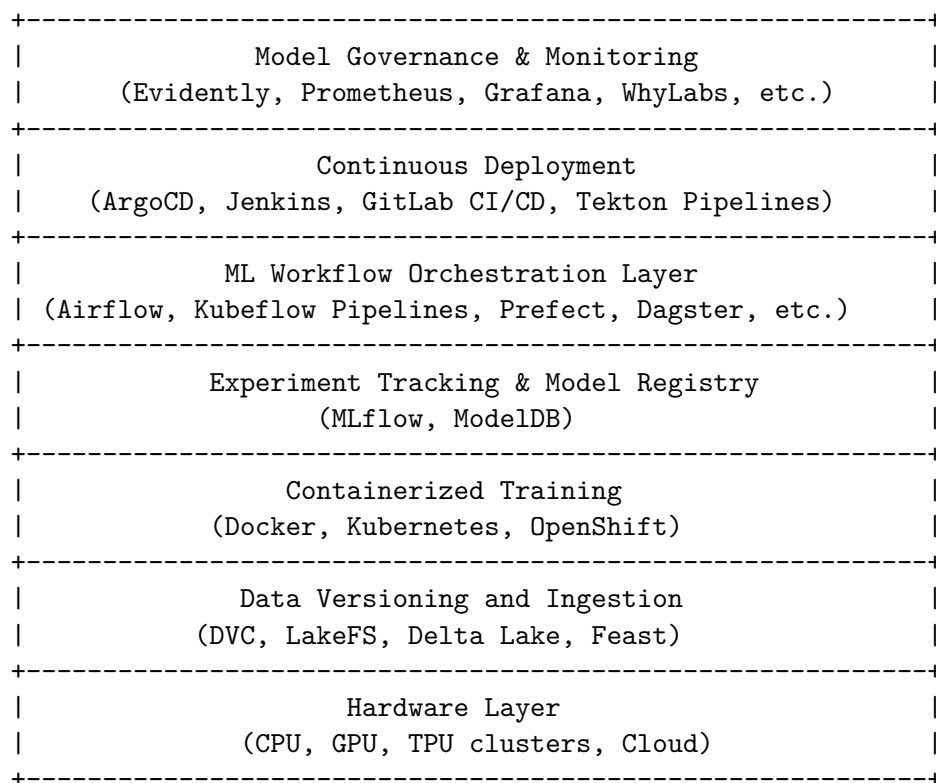 +-----------------------------------------------------------+
| Model Governance & Monitoring |
| (Evidently, Prometheus, Grafana, WhyLabs, etc.) |
+-----------------------------------------------------------+
| Continuous Deployment |
| (ArgoCD, Jenkins, GitLab CI/CD, Tekton Pipelines) |
+-----------------------------------------------------------+
| ML Workflow Orchestration Layer |
| (Airflow, Kubeflow Pipelines, Prefect, Dagster, etc.) |
+-----------------------------------------------------------+
| Experiment Tracking & Model Registry |
| (MLflow, ModelDB) |
+-----------------------------------------------------------+
| Containerized Training |
| (Docker, Kubernetes, OpenShift) |
+-----------------------------------------------------------+
| Data Versioning and Ingestion |
| (DVC, LakeFS, Delta Lake, Feast) |
+-----------------------------------------------------------+
| Hardware Layer |
| (CPU, GPU, TPU clusters, Cloud) |
+-----------------------------------------------------------+